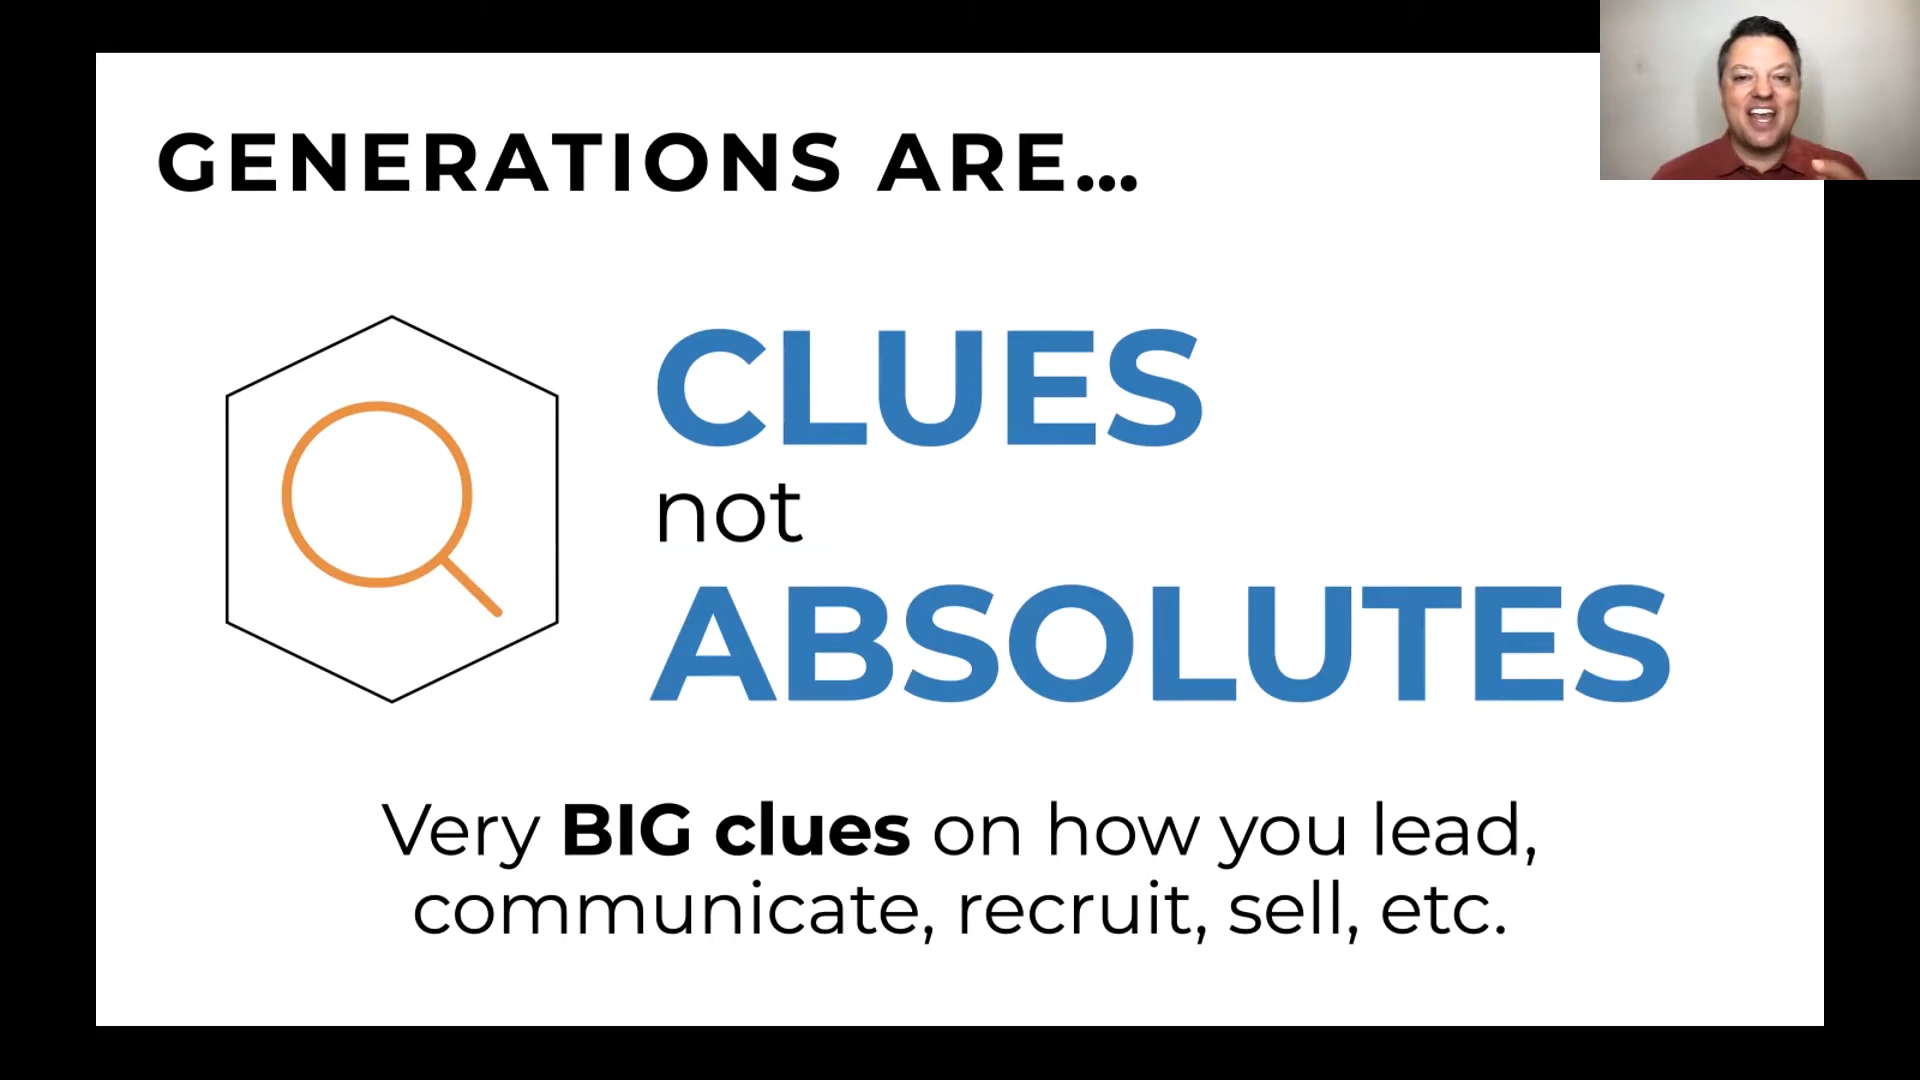 GENERATIONS ARE...
CLUES
not
ABSOLUTES
Very BIG clues on how you lead,
communicate, recruit, sell, etc.